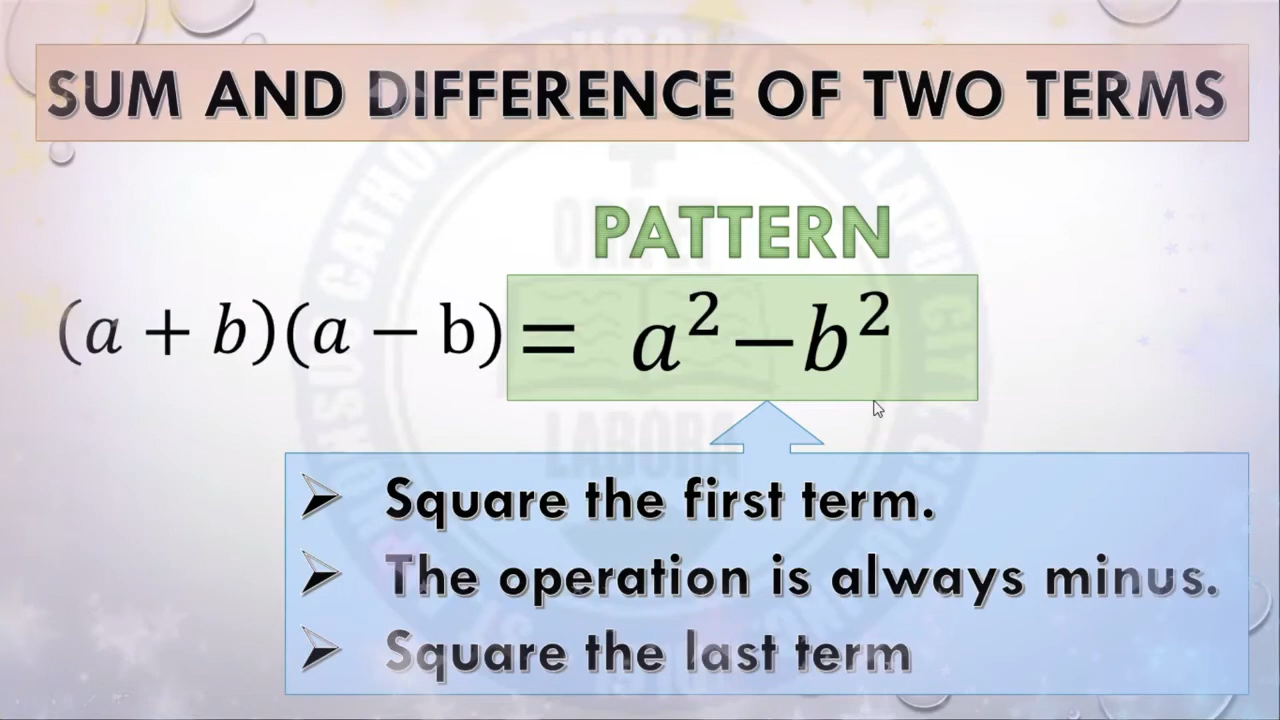 SUM AND DIFFERENCE OF TWO TERMS
PATTERN
(a + b)(a − b) = a² − b²
➢ Square the first term.
➢ The operation is always minus.
➢ Square the last term
LABORA